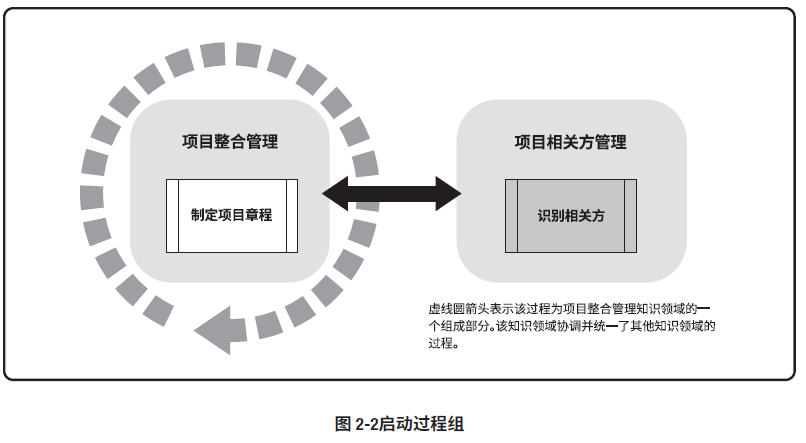 项目整合管理
项目相关方管理
制定项目章程
识别相关方
虚线圆箭头表示该过程为项目整合管理知识领域的一
个组成部分。该知识领域协调并统一了其他知识领域的
过程。
图 2-2启动过程组